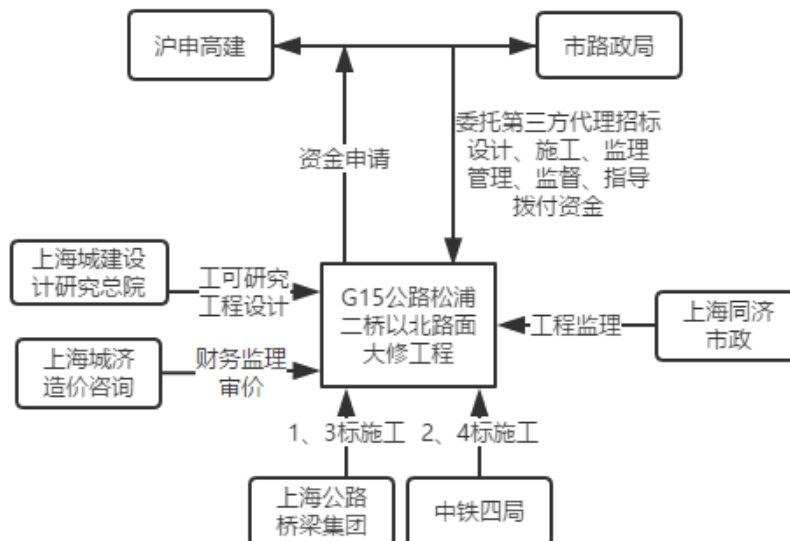 沪申高建
市路政局
资金申请
委托第三方代理招标
设计、施工、监理
管理、监督、指导
拨付资金
上海城建设
计研究总院
工可研究
工程设计
G15公路松浦
二桥以北路面
大修工程
工程监理
上海同济
市政
上海城济
造价咨询
财务监理
审价
1、3标施工
2、4标施工
上海公路
桥梁集团
中铁四局